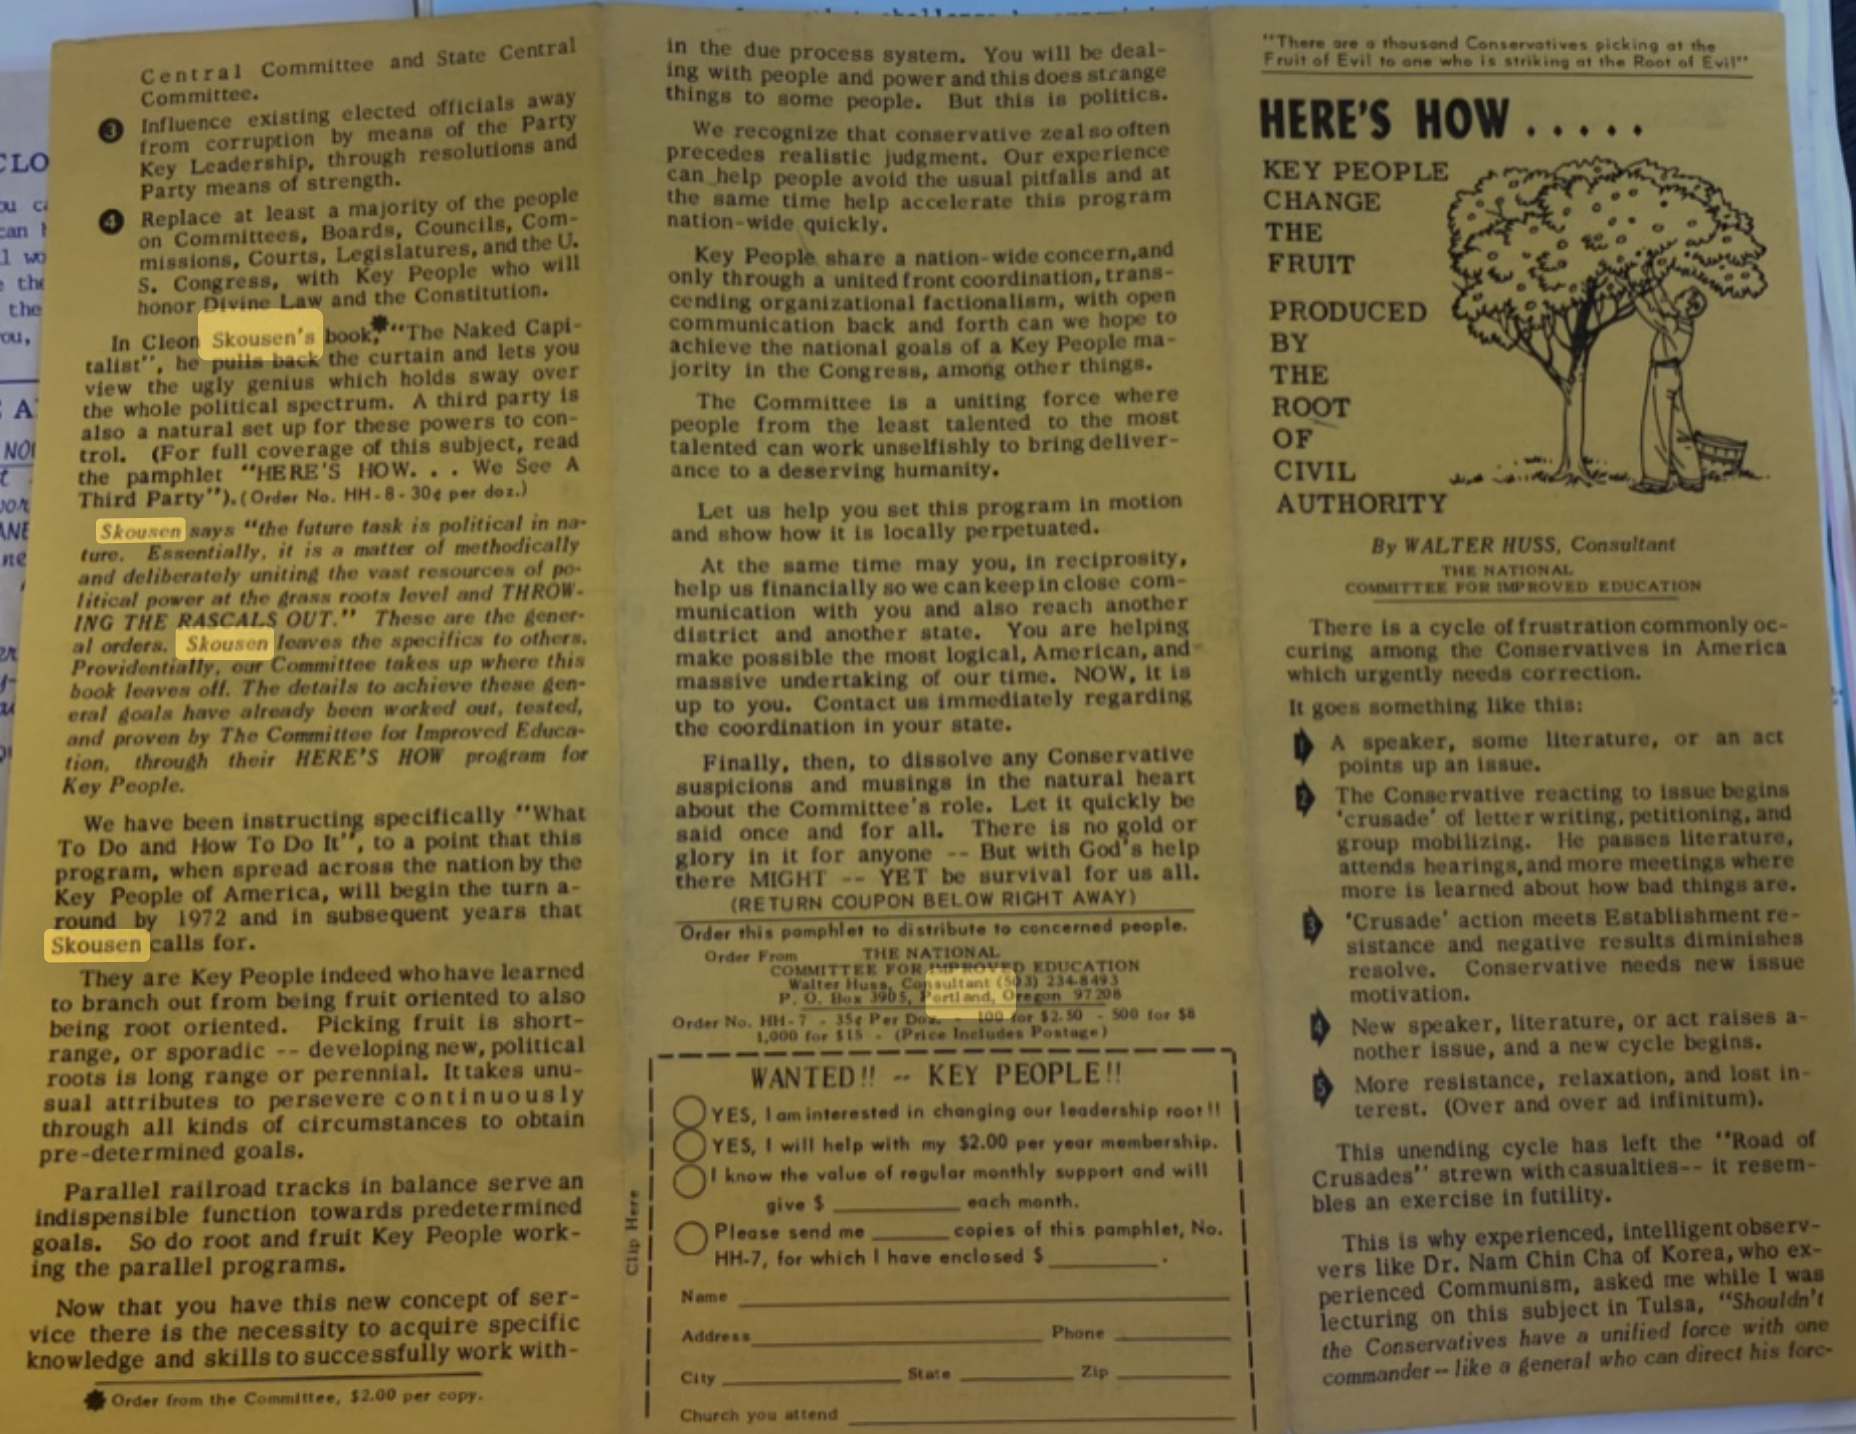 Central Committee and State Central
Committee.
3 Influence existing elected officials away
from corruption by means of the Party
Key Leadership, through resolutions and
Party means of strength.
4 Replace at least a majority of the people
on Committees, Boards, Councils, Com-
missions, Courts, Legislatures, and the U.
S. Congress, with Key People who will
honor Divine Law and the Constitution.
In Cleon Skousen's book,* "The Naked Capi-
talist", he pulls back the curtain and lets you
view the ugly genius which holds sway over
the whole political spectrum. A third party is
also a natural set up for these powers to con-
trol. (For full coverage of this subject, read
the pamphlet "HERE'S HOW. . . We See A
Third Party").(Order No. HH-8-30¢ per doz.)
Skousen says "the future task is political in na-
ture. Essentially, it is a matter of methodically
and deliberately uniting the vast resources of po-
litical power at the grass roots level and THROW-
ING THE RASCALS OUT." These are the gener-
al orders. Skousen leaves the specifics to others.
Providentially, our Committee takes up where this
book leaves off. The details to achieve these gen-
eral goals have already been worked out, tested,
and proven by The Committee for Improved Educa-
tion, through their HERE'S HOW program for
Key People.
We have been instructing specifically "What
To Do and How To Do It", to a point that this
program, when spread across the nation by the
Key People of America, will begin the turn a-
round by 1972 and in subsequent years that
Skousen calls for.
They are Key People indeed who have learned
to branch out from being fruit oriented to also
being root oriented. Picking fruit is short-
range, or sporadic -- developing new, political
roots is long range or perennial. It takes unu-
sual attributes to persevere continuously
through all kinds of circumstances to obtain
pre-determined goals.
Parallel railroad tracks in balance serve an
indispensible function towards predetermined
goals. So do root and fruit Key People work-
ing the parallel programs.
Now that you have this new concept of ser-
vice there is the necessity to acquire specific
knowledge and skills to successfully work with-
* Order from the Committee, $2.00 per copy.
in the due process system. You will be deal-
ing with people and power and this does strange
things to some people. But this is politics.
We recognize that conservative zeal so often
precedes realistic judgment. Our experience
can help people avoid the usual pitfalls and at
the same time help accelerate this program
nation-wide quickly.
Key People share a nation-wide concern, and
only through a united front coordination, trans-
cending organizational factionalism, with open
communication back and forth can we hope to
achieve the national goals of a Key People ma-
jority in the Congress, among other things.
The Committee is a uniting force where
people from the least talented to the most
talented can work unselfishly to bring deliver-
ance to a deserving humanity.
Let us help you set this program in motion
and show how it is locally perpetuated.
At the same time may you, in reciprosity,
help us financially so we can keep in close com-
munication with you and also reach another
district and another state. You are helping
make possible the most logical, American, and
massive undertaking of our time. NOW, it is
up to you. Contact us immediately regarding
the coordination in your state.
Finally, then, to dissolve any Conservative
suspicions and musings in the natural heart
about the Committee's role. Let it quickly be
said once and for all. There is no gold or
glory in it for anyone -- But with God's help
there MIGHT -- YET be survival for us all.
(RETURN COUPON BELOW RIGHT AWAY)
Order this pamphlet to distribute to concerned people.
Order From THE NATIONAL
COMMITTEE FOR IMPROVED EDUCATION
Walter Huss, Consultant (503) 234-8493
P. O. Box 3905, Portland, Oregon 97208
Order No. HH-7 - 35¢ Per Doz. - 100 for $2.50 - 500 for $8
1,000 for $15 - (Price Includes Postage)
Clip Here
WANTED!! -- KEY PEOPLE!!
YES, I am interested in changing our leadership root!!
YES, I will help with my $2.00 per year membership.
I know the value of regular monthly support and will
give $ ________ each month.
Please send me ________ copies of this pamphlet, No.
HH-7, for which I have enclosed $ ________.
Name
Address Phone
City State Zip
Church you attend
"There are a thousand Conservatives picking at the
Fruit of Evil to one who is striking at the Root of Evil"
HERE'S HOW .....
KEY PEOPLE
CHANGE
THE
FRUIT
PRODUCED
BY
THE
ROOT
OF
CIVIL
AUTHORITY
By WALTER HUSS, Consultant
THE NATIONAL
COMMITTEE FOR IMPROVED EDUCATION
There is a cycle of frustration commonly oc-
curing among the Conservatives in America
which urgently needs correction.
It goes something like this:
1 A speaker, some literature, or an act
points up an issue.
2 The Conservative reacting to issue begins
'crusade' of letter writing, petitioning, and
group mobilizing. He passes literature,
attends hearings, and more meetings where
more is learned about how bad things are.
3 'Crusade' action meets Establishment re-
sistance and negative results diminishes
resolve. Conservative needs new issue
motivation.
4 New speaker, literature, or act raises a-
nother issue, and a new cycle begins.
5 More resistance, relaxation, and lost in-
terest. (Over and over ad infinitum).
This unending cycle has left the "Road of
Crusades" strewn with casualties-- it resem-
bles an exercise in futility.
This is why experienced, intelligent observ-
vers like Dr. Nam Chin Cha of Korea, who ex-
perienced Communism, asked me while I was
lecturing on this subject in Tulsa, "Shouldn't
the Conservatives have a unified force with one
commander-- like a general who can direct his forc-